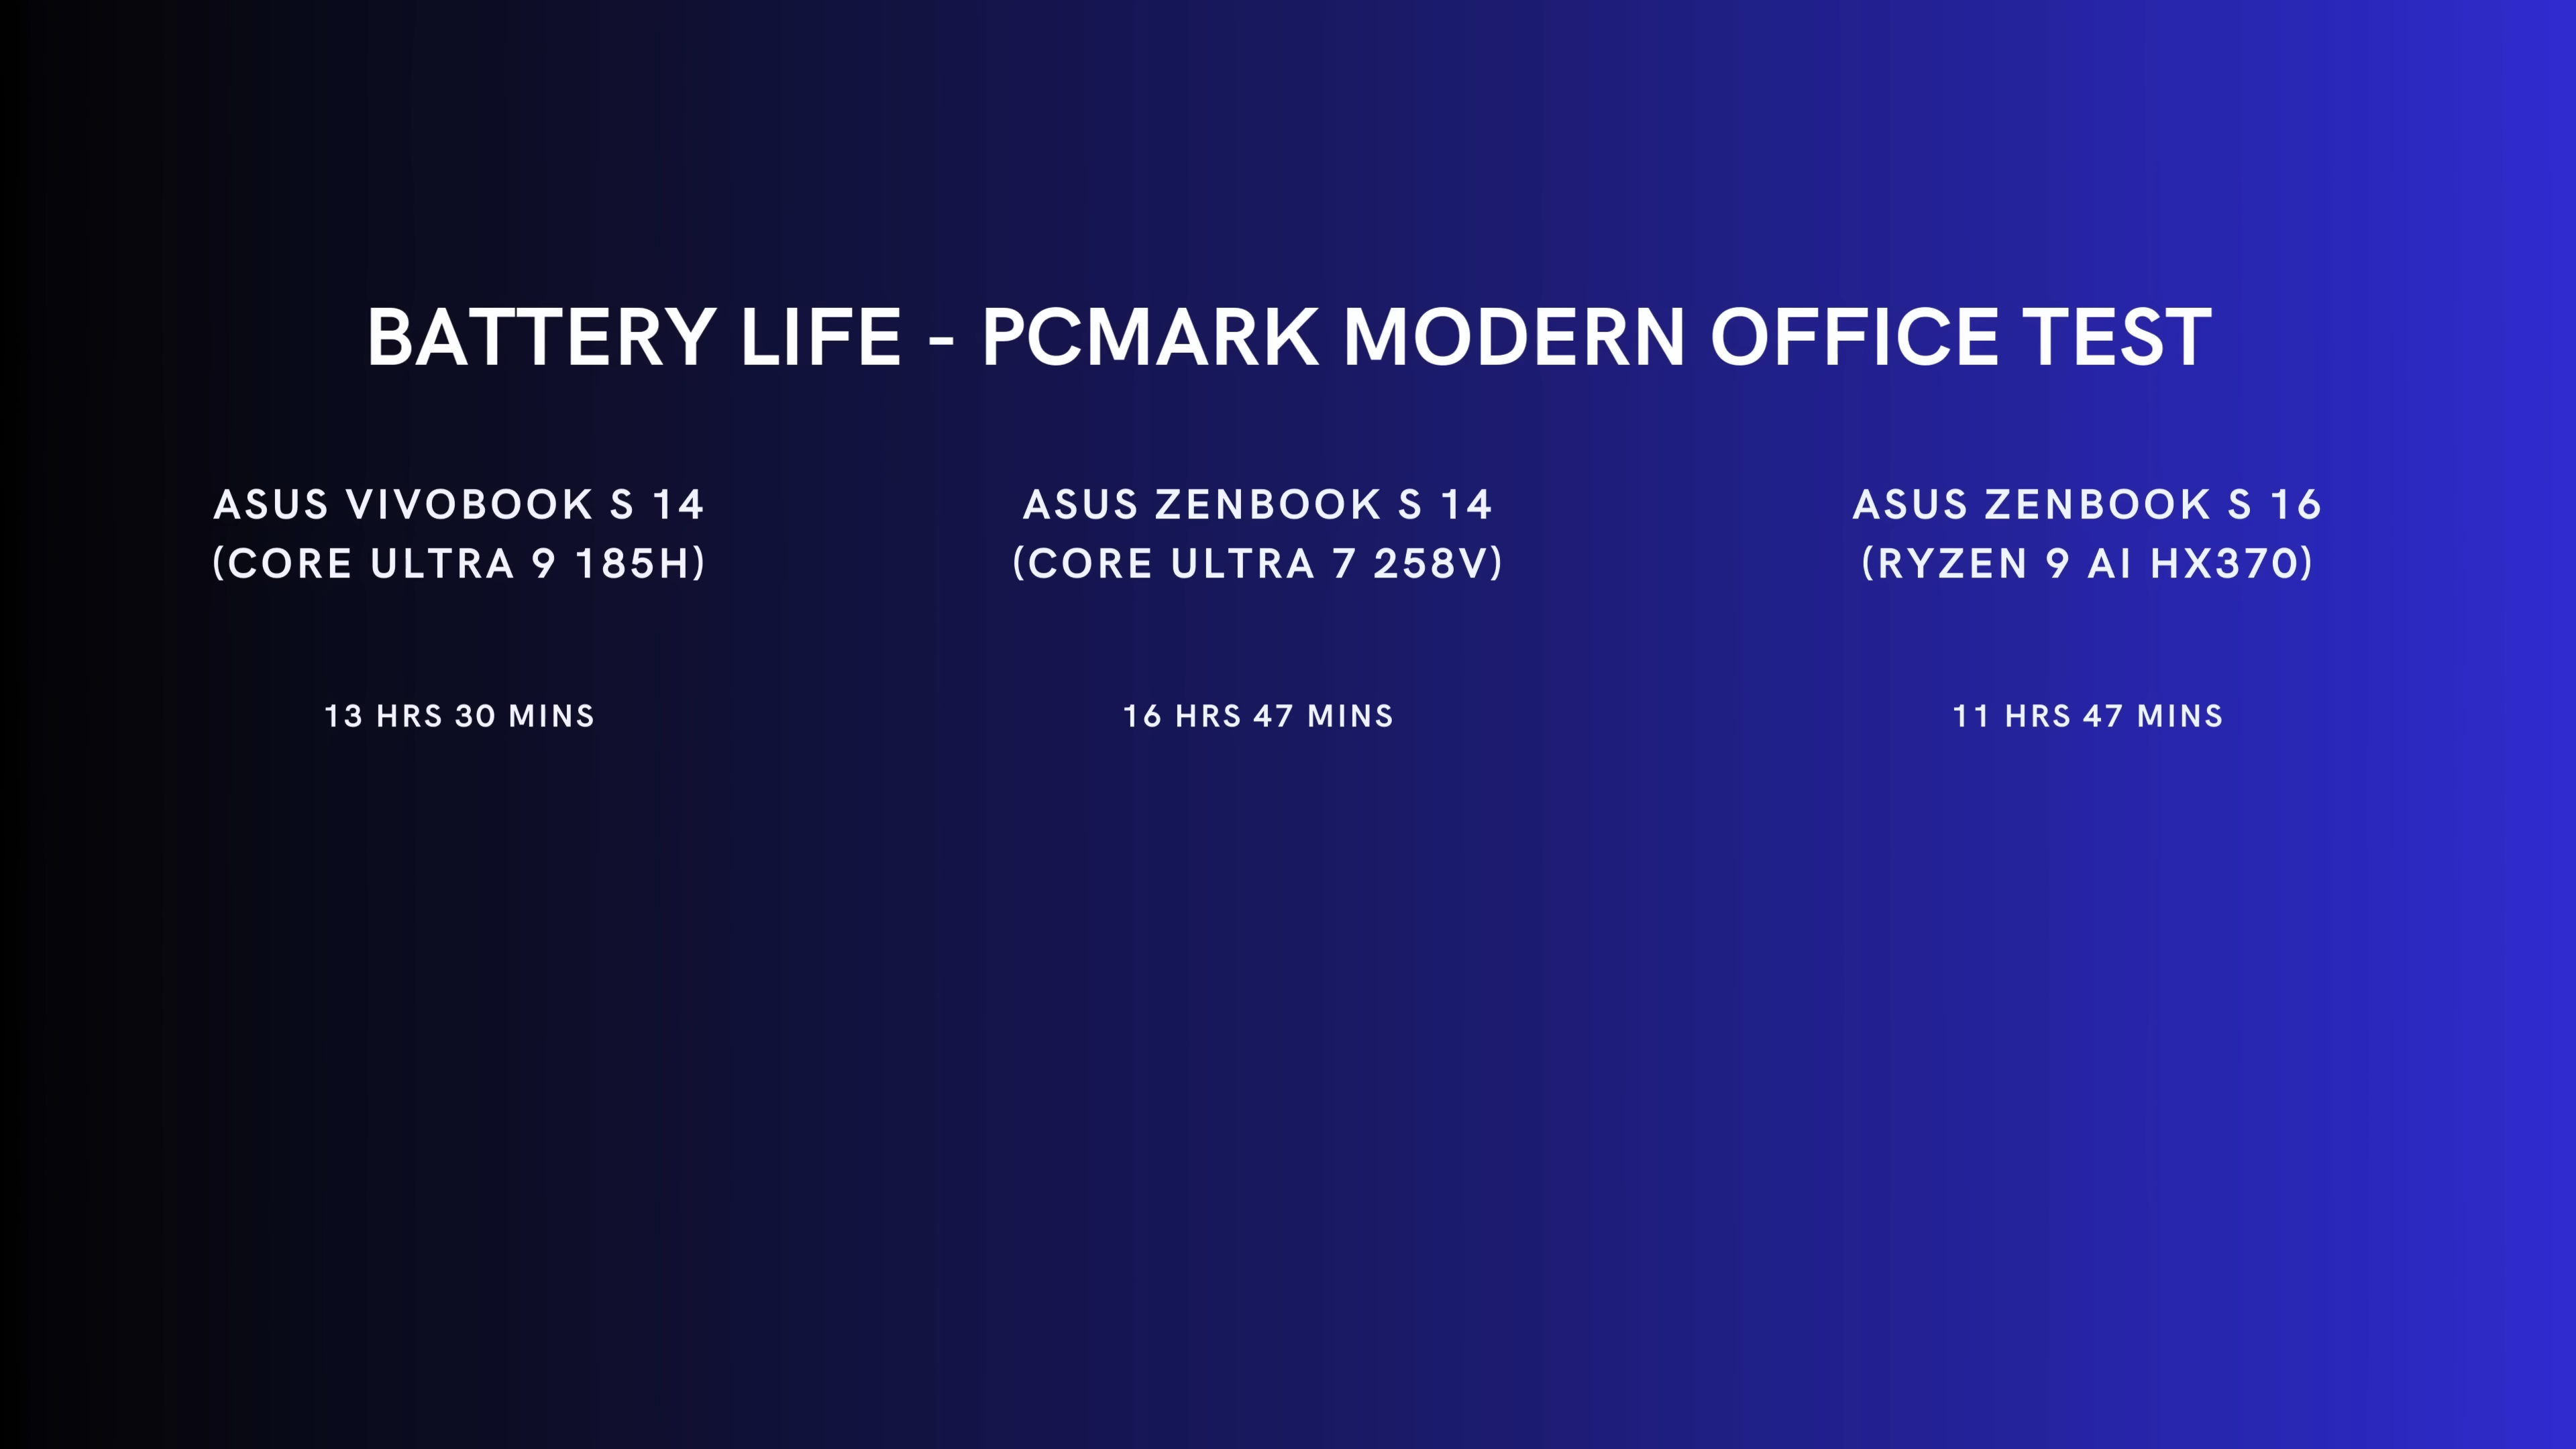 BATTERY LIFE - PCMARK MODERN OFFICE TEST
ASUS VIVOBOOK S 14
(CORE ULTRA 9 185H)
13 HRS 30 MINS
ASUS ZENBOOK S 14
(CORE ULTRA 7 258V)
16 HRS 47 MINS
ASUS ZENBOOK S 16
(RYZEN 9 AI HX370)
11 HRS 47 MINS